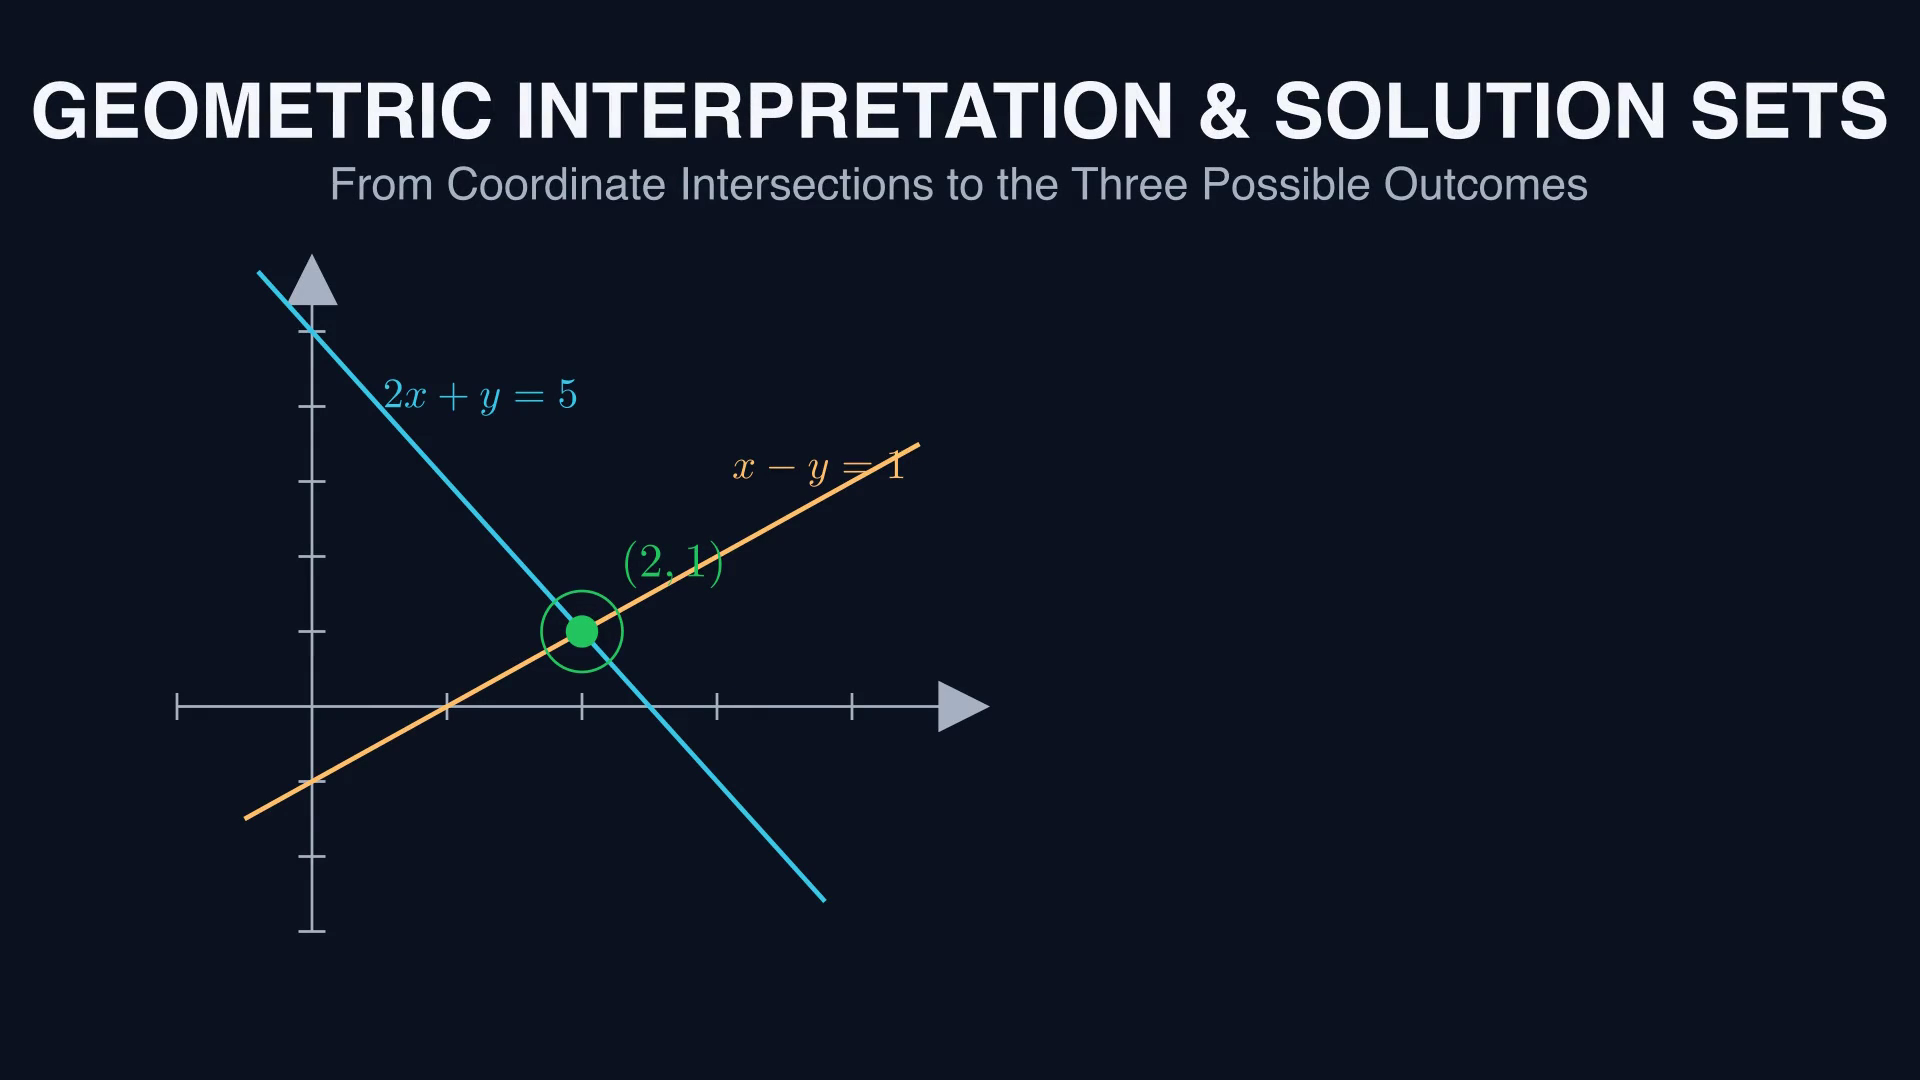 GEOMETRIC INTERPRETATION & SOLUTION SETS
From Coordinate Intersections to the Three Possible Outcomes
2x + y = 5
x − y = 1
(2, 1)